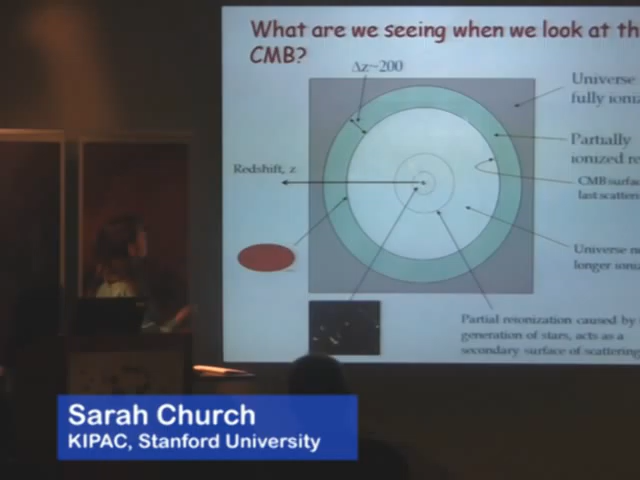 What are we seeing when we look at th
CMB?
Δz~200
Universe
fully ioniz
Partially
ionized re
Redshift, z
CMB surfac
last scatteri
Universe n
longer ioni
Partial reionization caused by
generation of stars, acts as a
secondary surface of scattering
Sarah Church
KIPAC, Stanford University